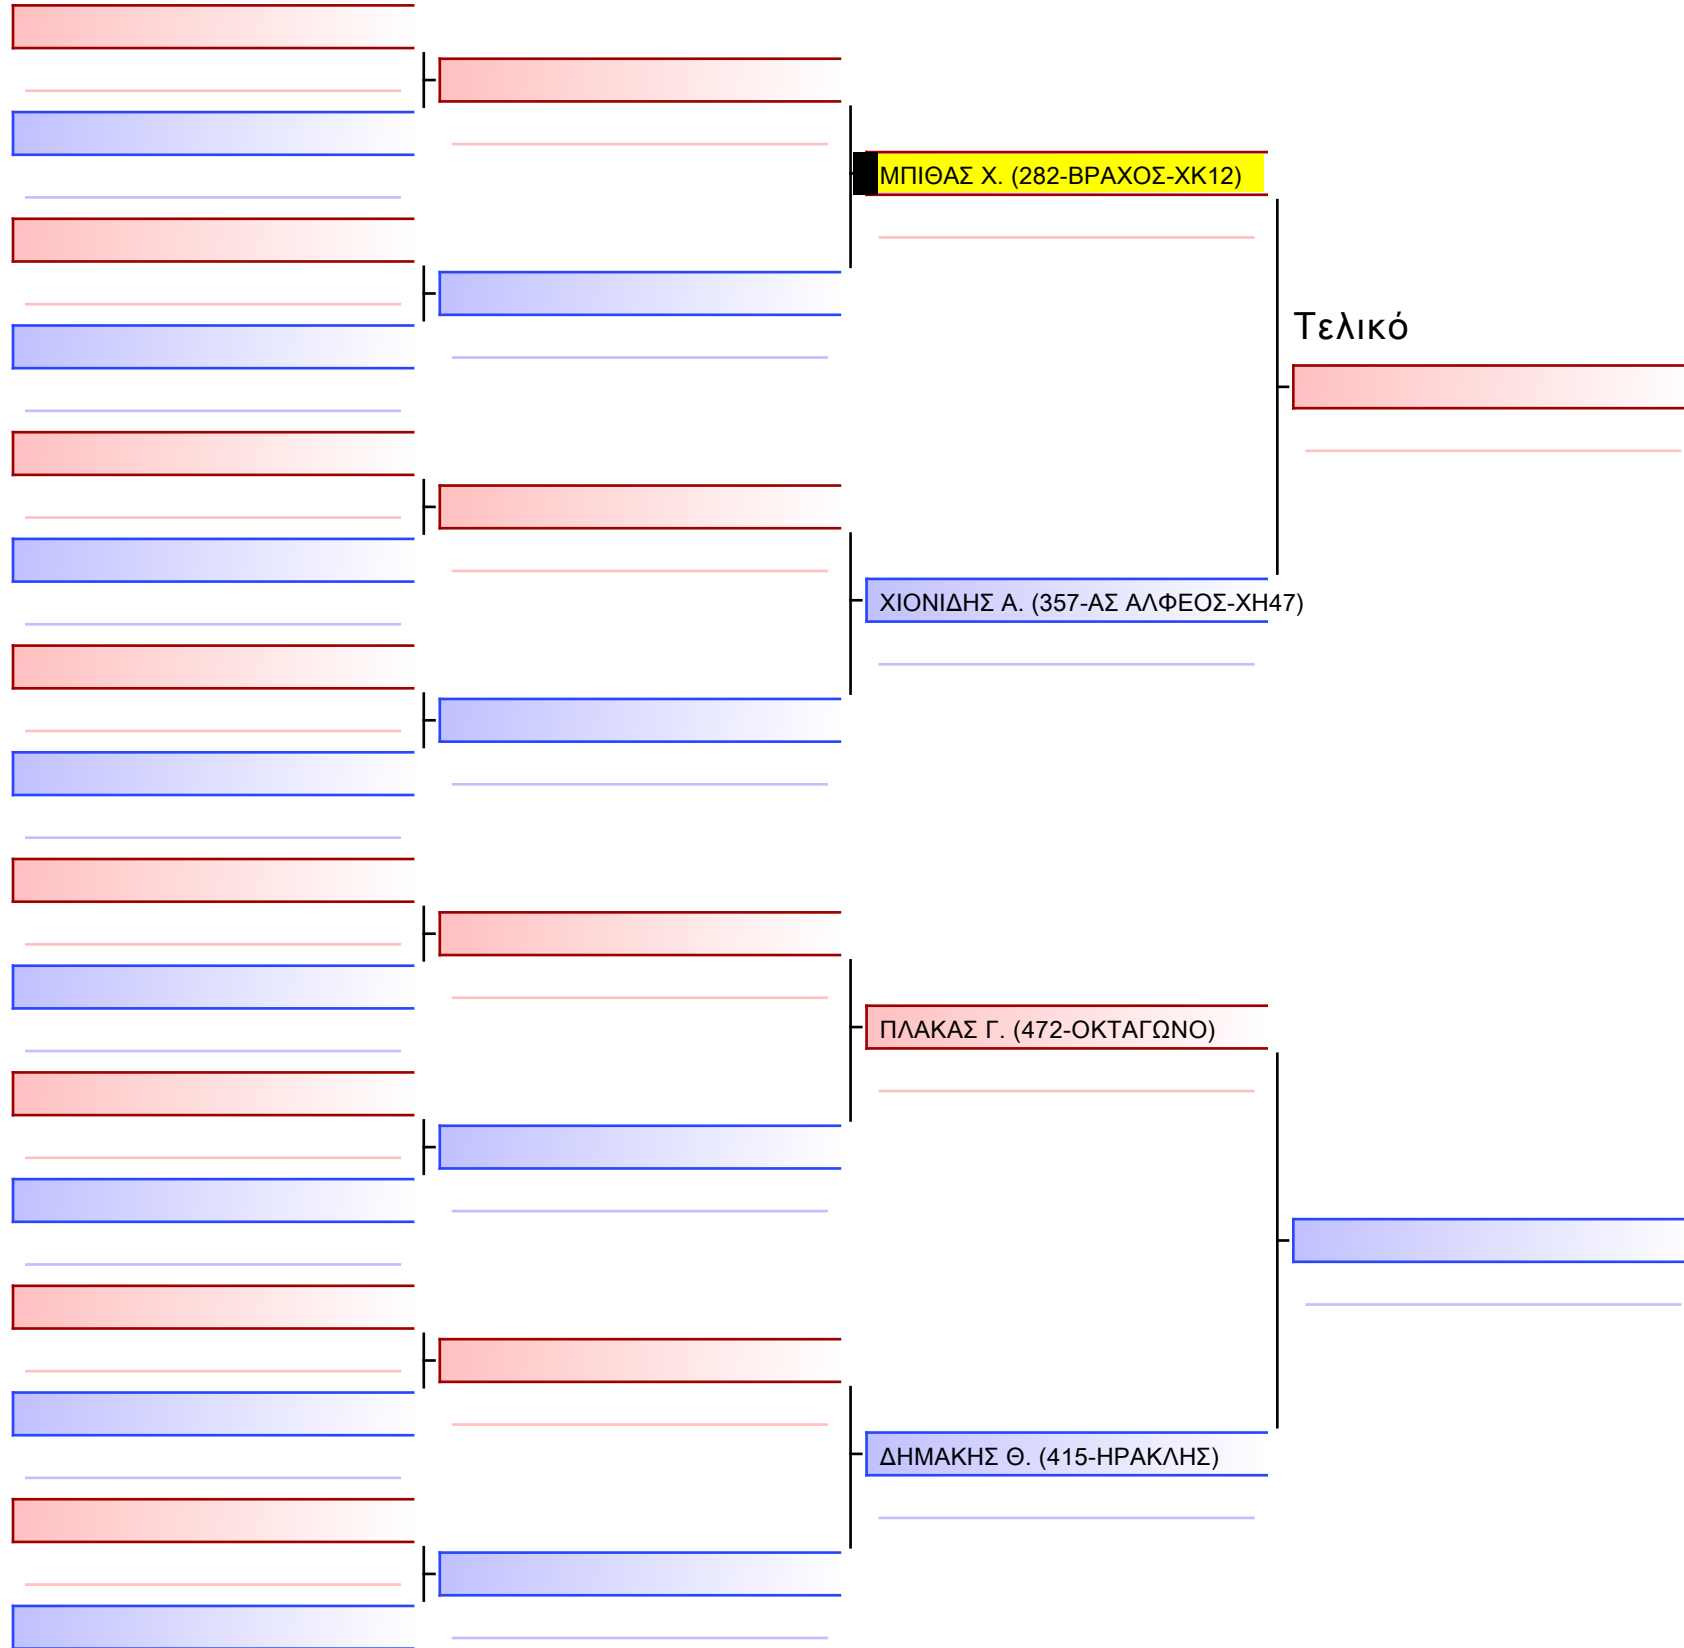 ΜΠΙΘΑΣ Χ. (282-ΒΡΑΧΟΣ-ΧΚ12)
Τελικό
ΧΙΟΝΙΔΗΣ Α. (357-ΑΣ ΑΛΦΕΟΣ-ΧΗ47)
ΠΛΑΚΑΣ Γ. (472-ΟΚΤΑΓΩΝΟ)
ΔΗΜΑΚΗΣ Θ. (415-ΗΡΑΚΛΗΣ)